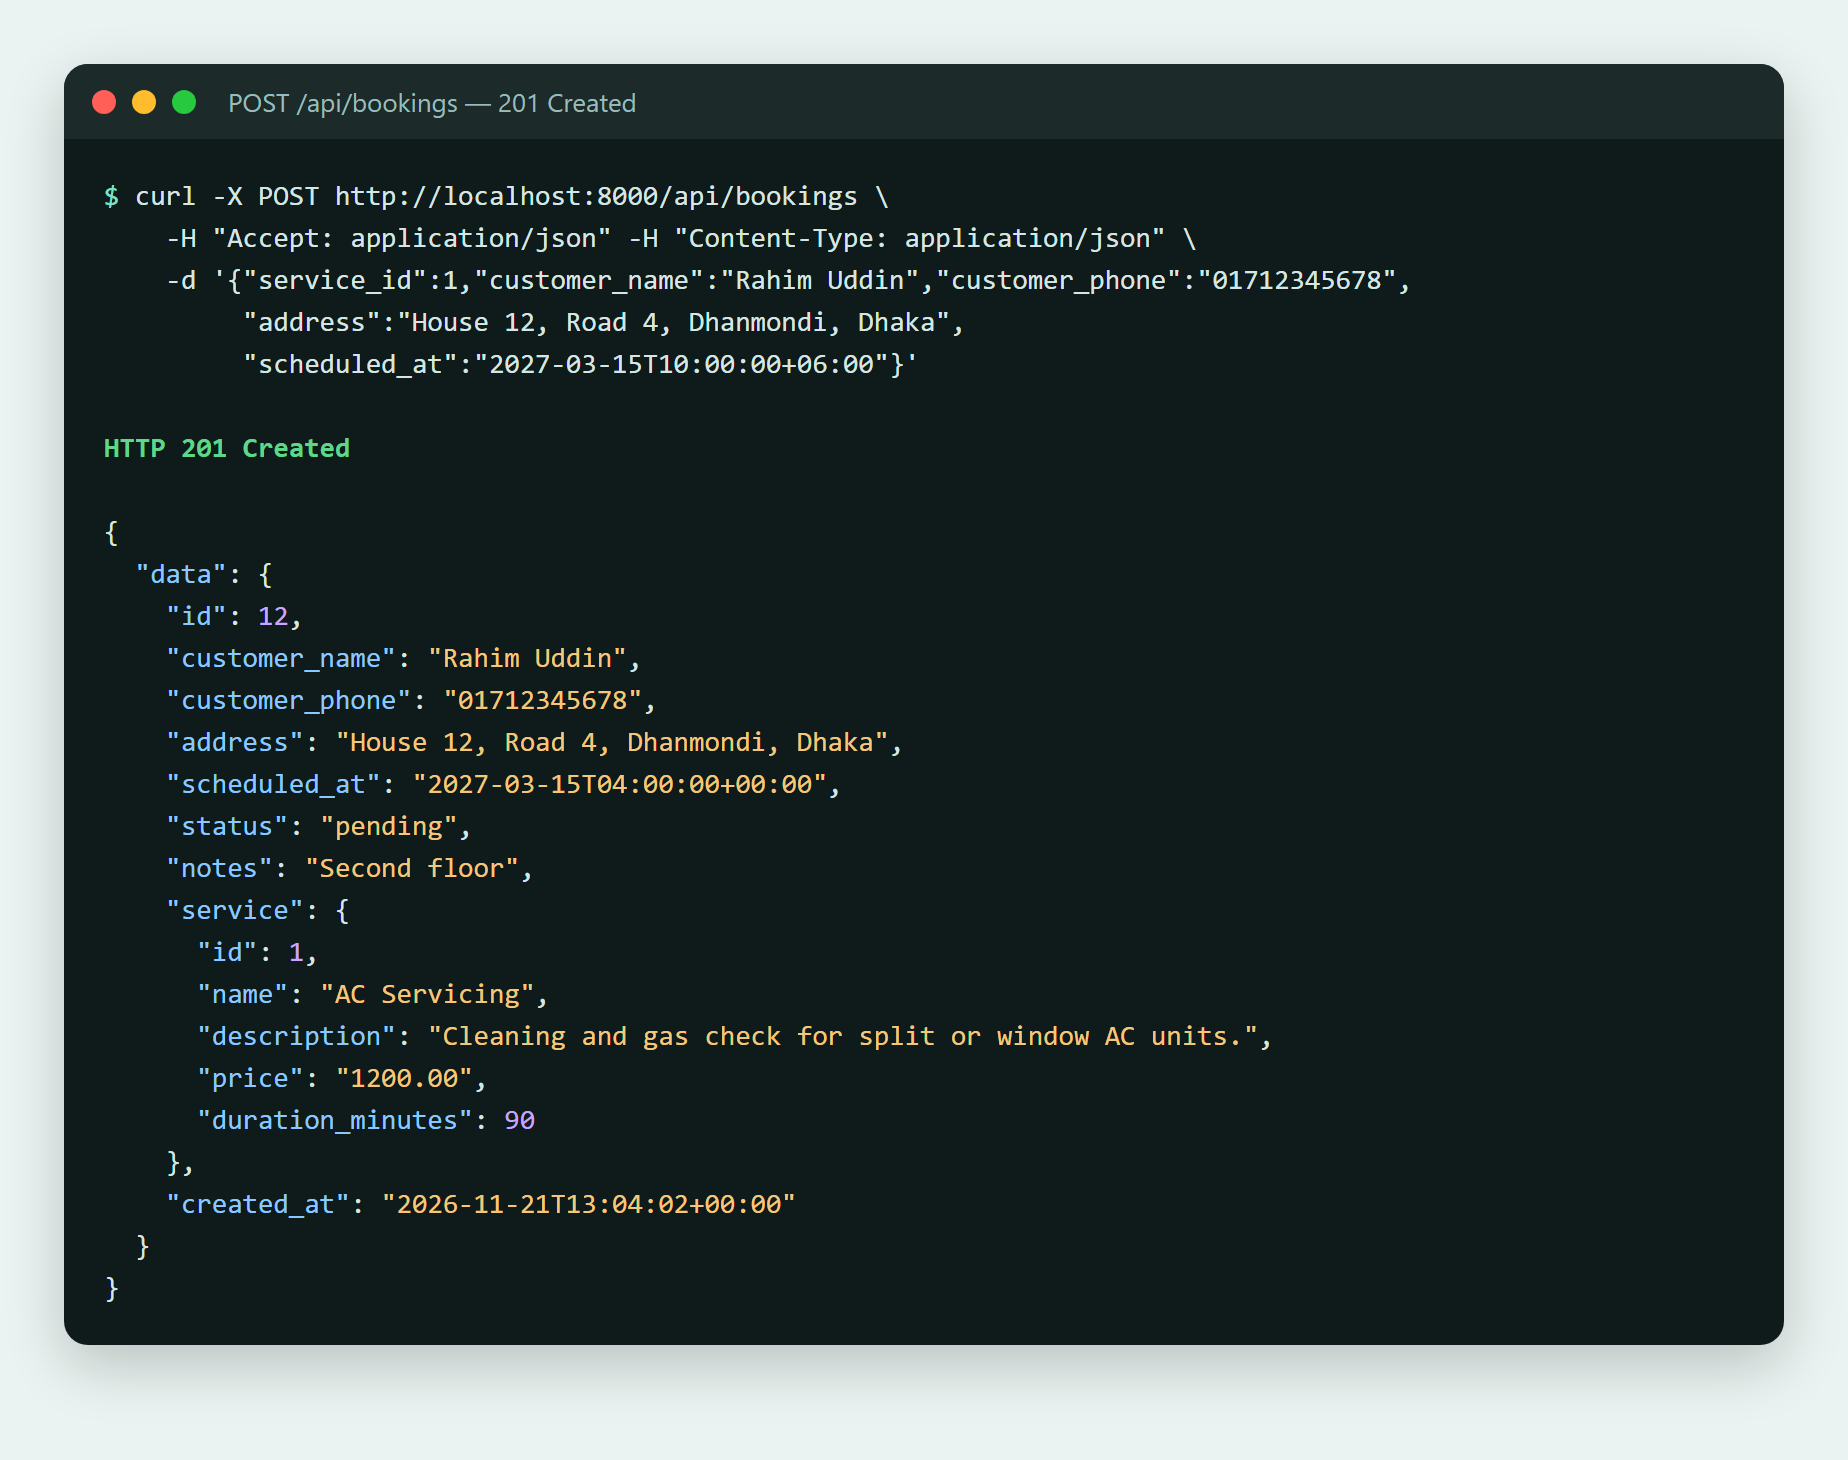 POST /api/bookings — 201 Created
$ curl -X POST http://localhost:8000/api/bookings \
    -H "Accept: application/json" -H "Content-Type: application/json" \
    -d '{"service_id":1,"customer_name":"Rahim Uddin","customer_phone":"01712345678",
         "address":"House 12, Road 4, Dhanmondi, Dhaka",
         "scheduled_at":"2027-03-15T10:00:00+06:00"}'
HTTP 201 Created
{
  "data": {
    "id": 12,
    "customer_name": "Rahim Uddin",
    "customer_phone": "01712345678",
    "address": "House 12, Road 4, Dhanmondi, Dhaka",
    "scheduled_at": "2027-03-15T04:00:00+00:00",
    "status": "pending",
    "notes": "Second floor",
    "service": {
      "id": 1,
      "name": "AC Servicing",
      "description": "Cleaning and gas check for split or window AC units.",
      "price": "1200.00",
      "duration_minutes": 90
    },
    "created_at": "2026-11-21T13:04:02+00:00"
  }
}